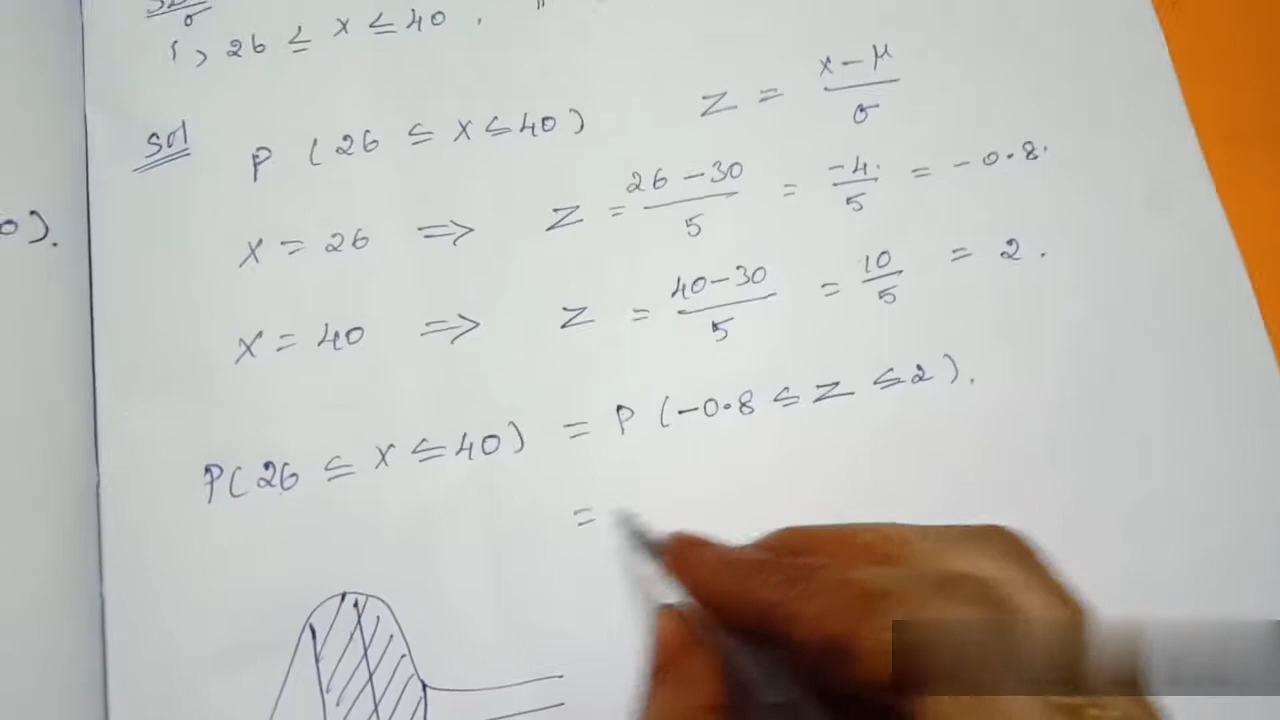 σ
i) 26 ≤ x ≤ 40.
Sol P (26 ≤ x ≤ 40) z = (x - μ)/σ
0).
x = 26 ⟹ z = (26 - 30)/5 = -4/5 = -0.8.
x = 40 ⟹ z = (40 - 30)/5 = 10/5 = 2.
P(26 ≤ x ≤ 40) = P (-0.8 ≤ z ≤ 2).
=